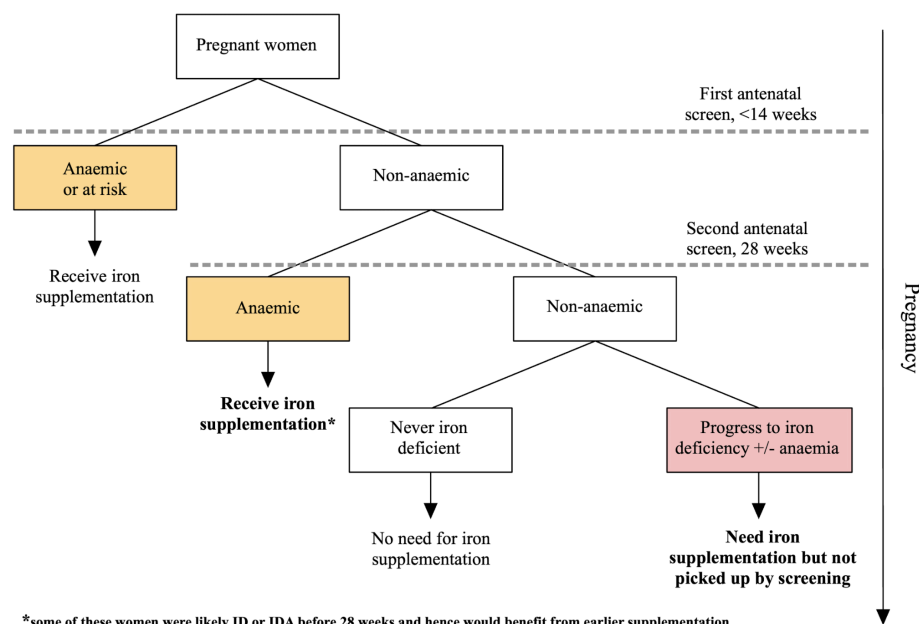 Pregnant women
First antenatal
screen, <14 weeks
Anaemic
or at risk
Non-anaemic
Receive iron
supplementation
Second antenatal
screen, 28 weeks
Anaemic
Non-anaemic
Pregnancy
Receive iron
supplementation*
Never iron
deficient
Progress to iron
deficiency +/- anaemia
No need for iron
supplementation
Need iron
supplementation but not
picked up by screening
*some of these women were likely ID or IDA before 28 weeks and hence would benefit from earlier supplementation